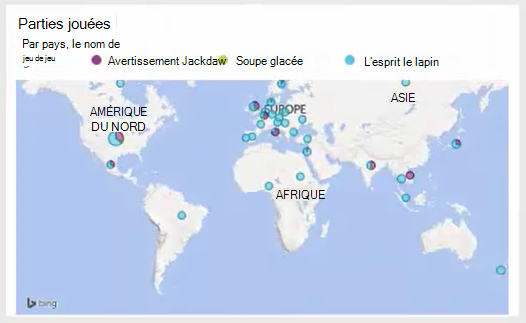 Parties jouées
Par pays, le nom de
jeu de jeu
Avertissement Jackdaw
Soupe glacée
L'esprit le lapin
AMÉRIQUE
DU NORD
EUROPE
ASIE
AFRIQUE
bing